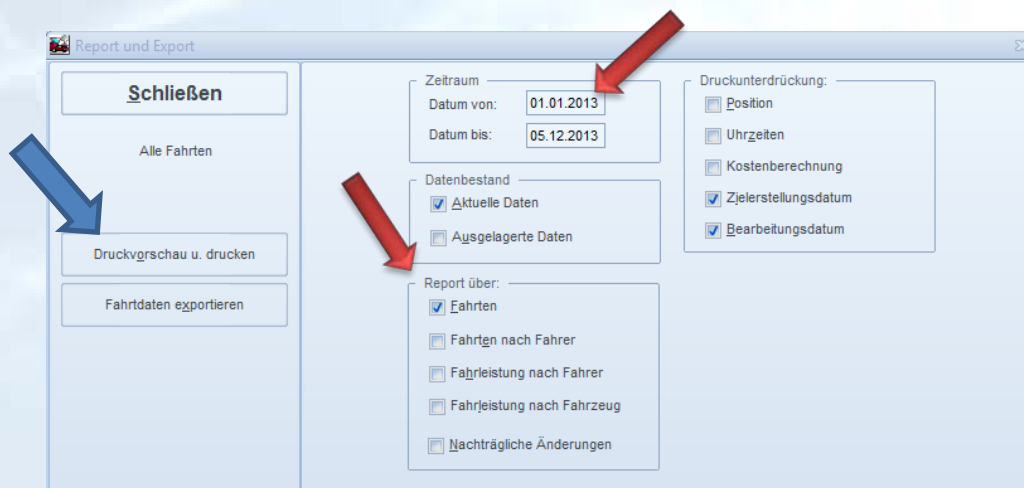 Report und Export
Schließen
Alle Fahrten
Druckvorschau u. drucken
Fahrtdaten exportieren
Zeitraum
Datum von: 01.01.2013
Datum bis: 05.12.2013
Datenbestand
Aktuelle Daten
Ausgelagerte Daten
Report über:
Fahrten
Fahrten nach Fahrer
Fahrleistung nach Fahrer
Fahrleistung nach Fahrzeug
Nachträgliche Änderungen
Druckunterdrückung:
Position
Uhrzeiten
Kostenberechnung
Zjelerstellungsdatum
Bearbeitungsdatum